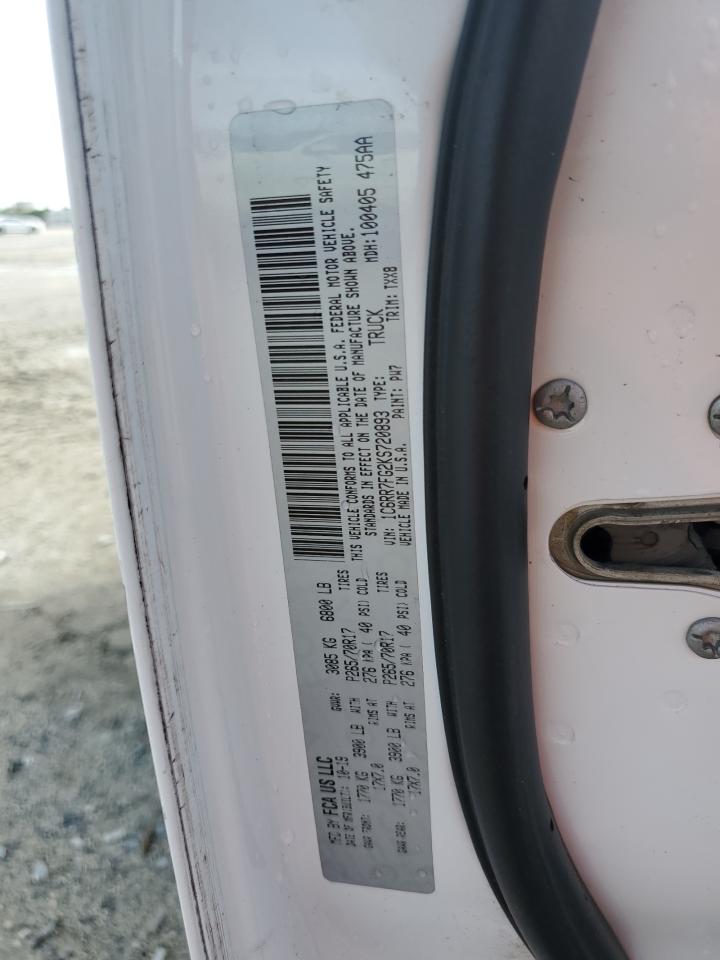 MFD BY FCA US LLC
DATE OF MFR(BUILT): 10-19 GVWR: 3085 KG 6800 LB
GAWR FRONT: 1770 KG 3900 LB WITH P265/70R17 TIRES
17X7.0 RIMS AT 276 KPA ( 40 PSI) COLD
GAWR REAR: 1770 KG 3900 LB WITH P265/70R17 TIRES
17X7.0 RIMS AT 276 KPA ( 40 PSI) COLD
THIS VEHICLE CONFORMS TO ALL APPLICABLE U.S.A. FEDERAL MOTOR VEHICLE SAFETY
STANDARDS IN EFFECT ON THE DATE OF MANUFACTURE SHOWN ABOVE.
VIN: 1C6RR7FG2KS720893 TYPE: TRUCK MDH: 100405 475AA
VEHICLE MADE IN U.S.A. PAINT: PW7 TRIM: TXX8